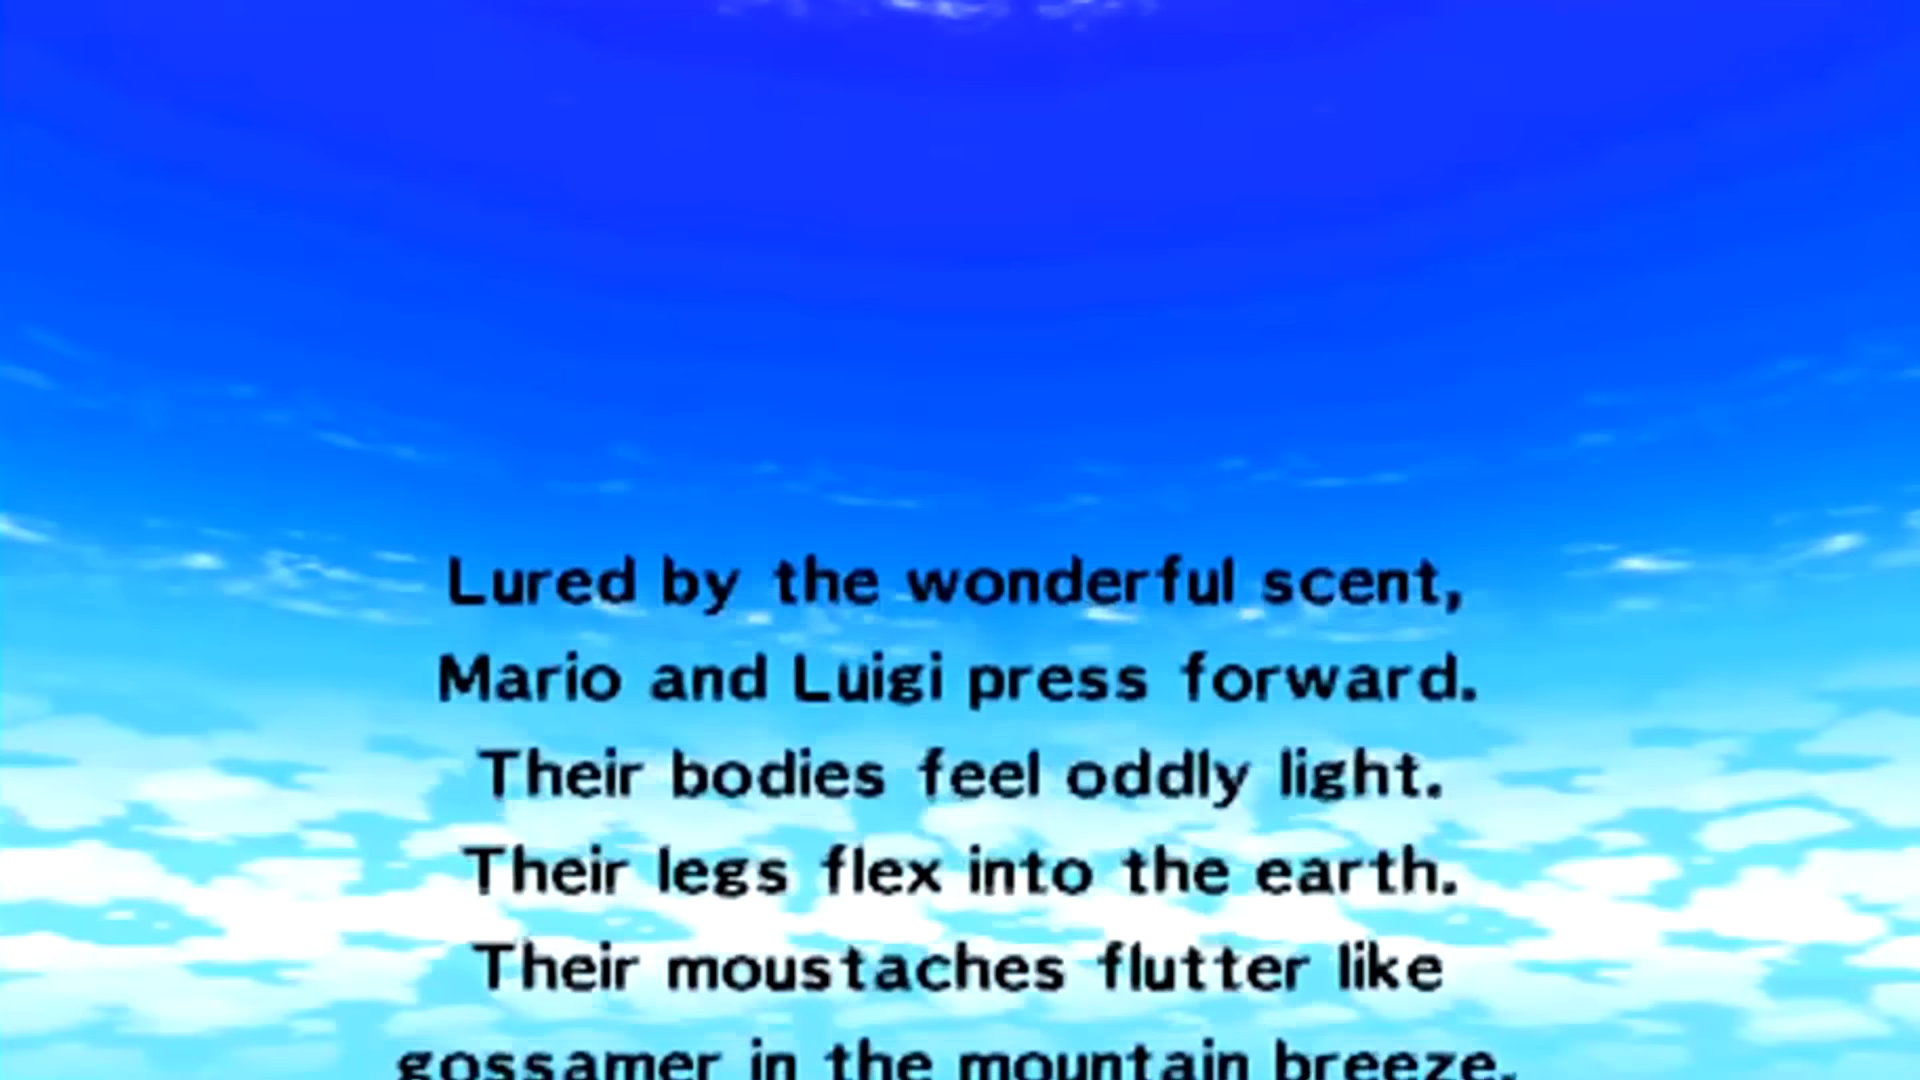 Lured by the wonderful scent,
Mario and Luigi press forward.
Their bodies feel oddly light.
Their legs flex into the earth.
Their moustaches flutter like
gossamer in the mountain breeze.